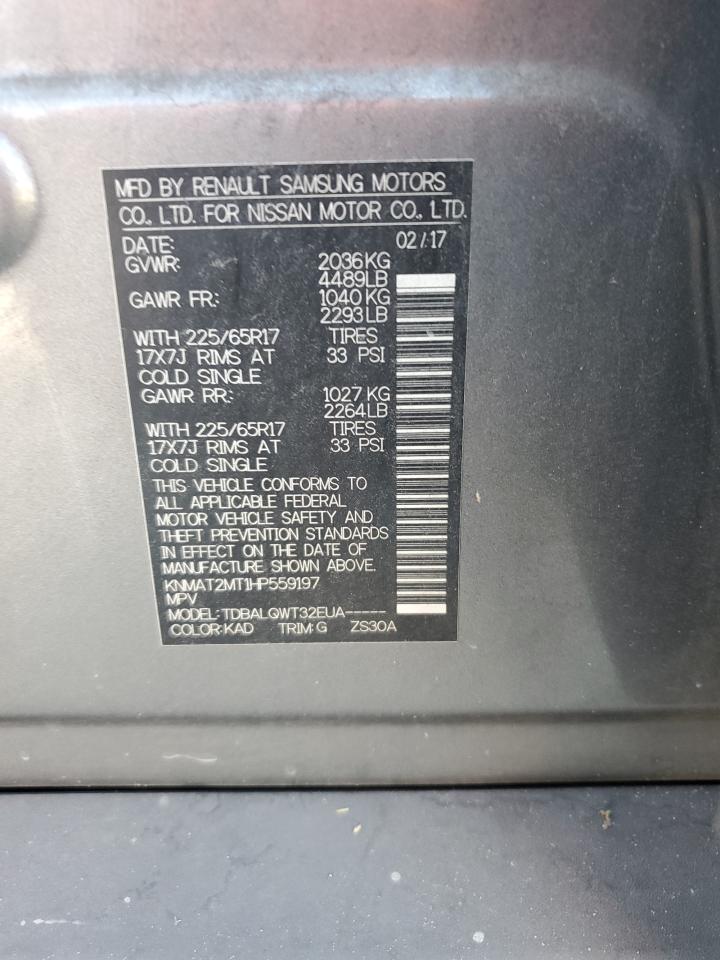 MFD BY RENAULT SAMSUNG MOTORS
CO., LTD. FOR NISSAN MOTOR CO., LTD.
DATE: 02/17
GVWR: 2036KG
4489LB
GAWR FR.: 1040KG
2293LB
WITH 225/65R17 TIRES
17X7J RIMS AT 33 PSI
COLD SINGLE
GAWR RR.: 1027 KG
2264LB
WITH 225/65R17 TIRES
17X7J RIMS AT 33 PSI
COLD SINGLE
THIS VEHICLE CONFORMS TO
ALL APPLICABLE FEDERAL
MOTOR VEHICLE SAFETY AND
THEFT PREVENTION STANDARDS
IN EFFECT ON THE DATE OF
MANUFACTURE SHOWN ABOVE.
KNMAT2MT1HP559197
MPV
MODEL:TDBALQWT32EUA-----
COLOR:KAD TRIM:G ZS30A